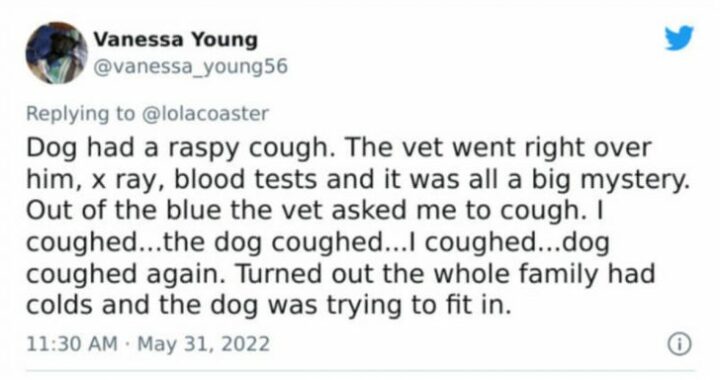 Vanessa Young
@vanessa_young56
Replying to @lolacoaster
Dog had a raspy cough. The vet went right over
him, x ray, blood tests and it was all a big mystery.
Out of the blue the vet asked me to cough. I
coughed...the dog coughed...I coughed...dog
coughed again. Turned out the whole family had
colds and the dog was trying to fit in.
11:30 AM · May 31, 2022